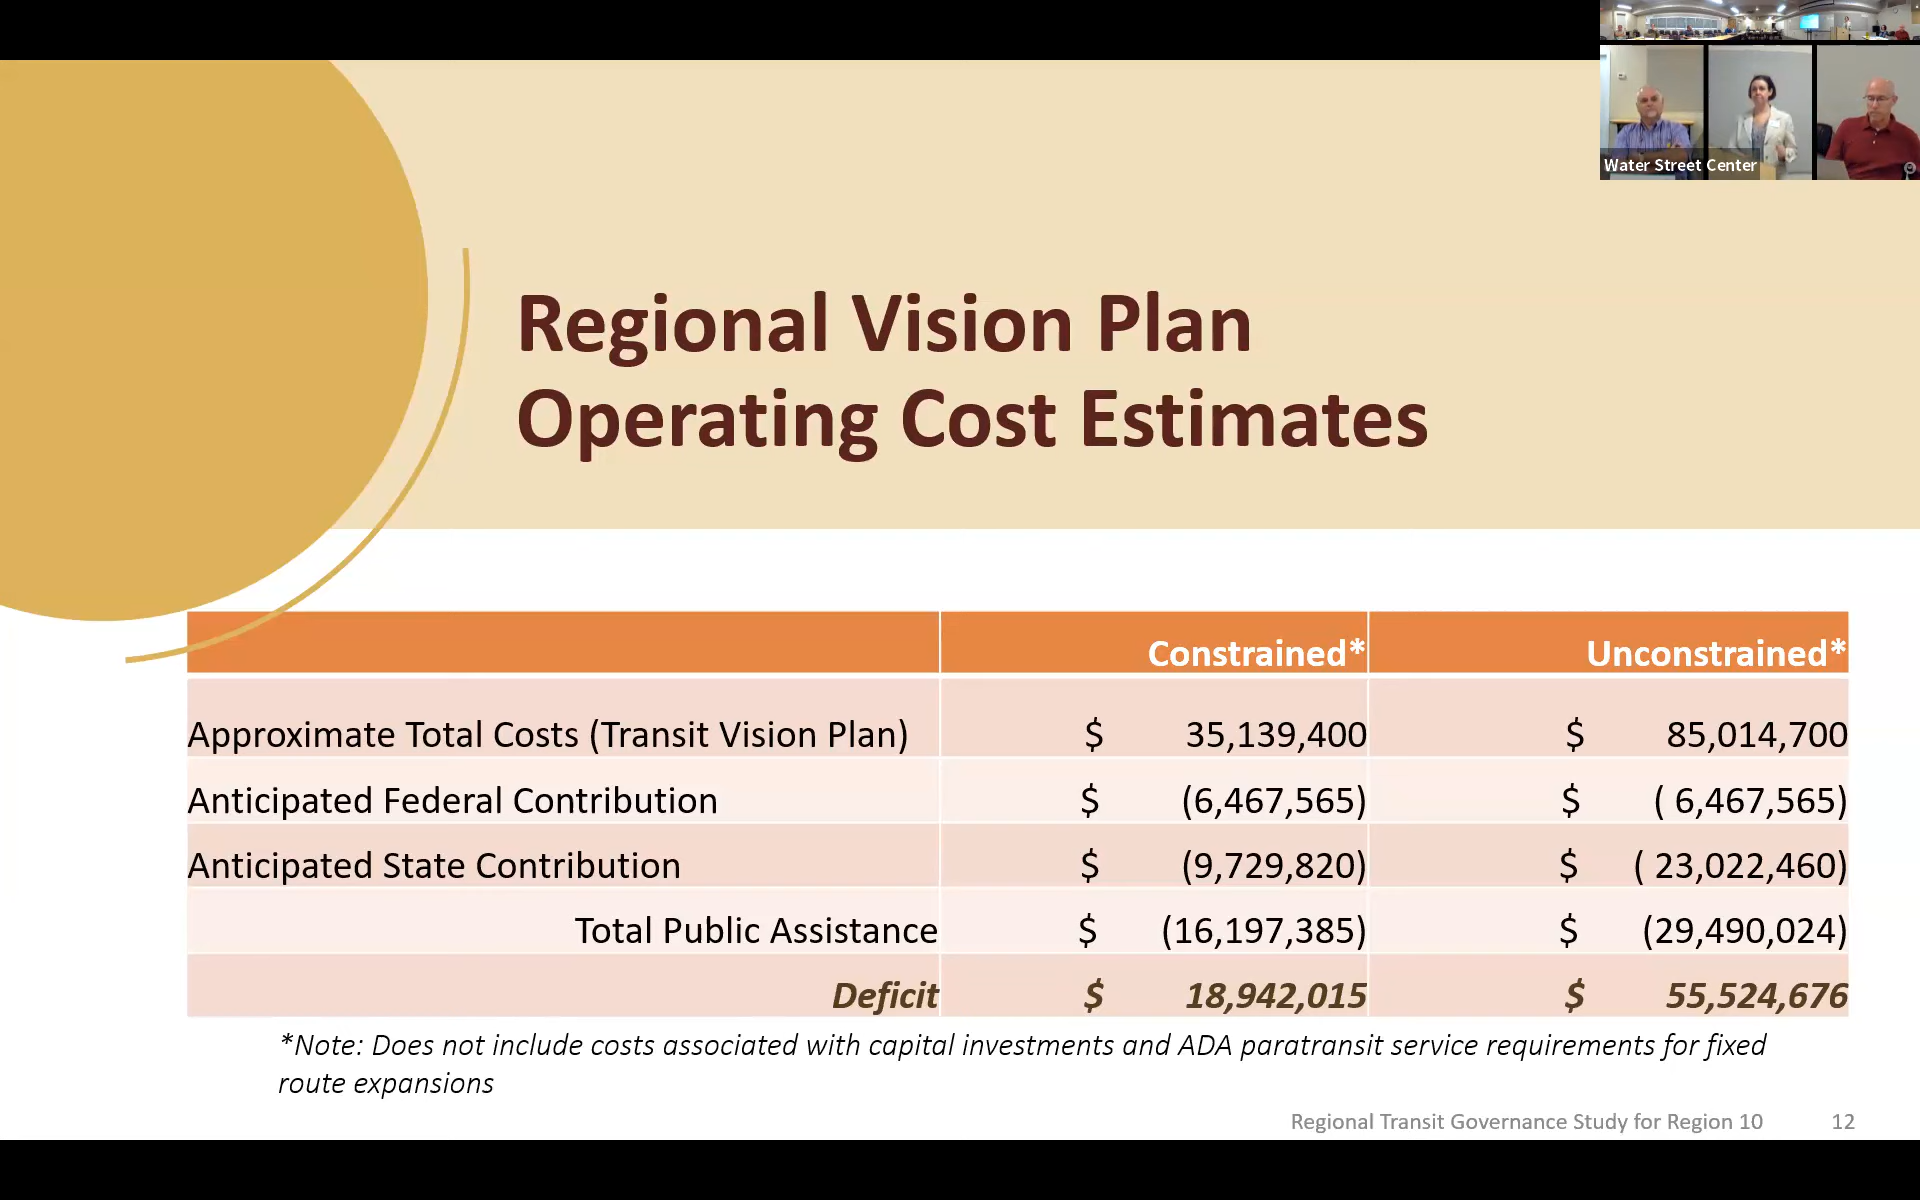 Water Street Center
Regional Vision Plan
Operating Cost Estimates
Constrained* Unconstrained*
Approximate Total Costs (Transit Vision Plan) $ 35,139,400 $ 85,014,700
Anticipated Federal Contribution $ (6,467,565) $ ( 6,467,565)
Anticipated State Contribution $ (9,729,820) $ ( 23,022,460)
Total Public Assistance $ (16,197,385) $ (29,490,024)
Deficit $ 18,942,015 $ 55,524,676
*Note: Does not include costs associated with capital investments and ADA paratransit service requirements for fixed
route expansions
Regional Transit Governance Study for Region 10 12